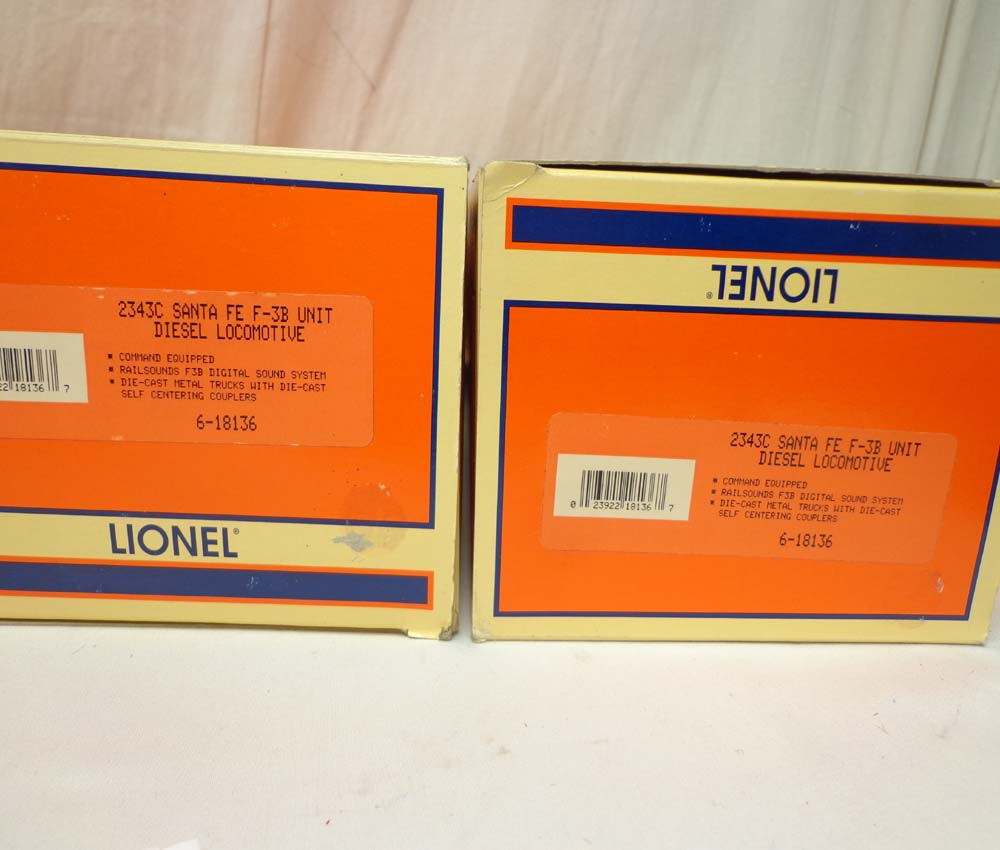 2343C SANTA FE F-3B UNIT
DIESEL LOCOMOTIVE
▪ COMMAND EQUIPPED
▪ RAILSOUNDS F3B DIGITAL SOUND SYSTEM
▪ DIE-CAST METAL TRUCKS WITH DIE-CAST
SELF CENTERING COUPLERS
6-18136
22 18136 7
LIONEL®
LIONEL®
2343C SANTA FE F-3B UNIT
DIESEL LOCOMOTIVE
▪ COMMAND EQUIPPED
▪ RAILSOUNDS F3B DIGITAL SOUND SYSTEM
▪ DIE-CAST METAL TRUCKS WITH DIE-CAST
SELF CENTERING COUPLERS
6-18136
0 23922 18136 7